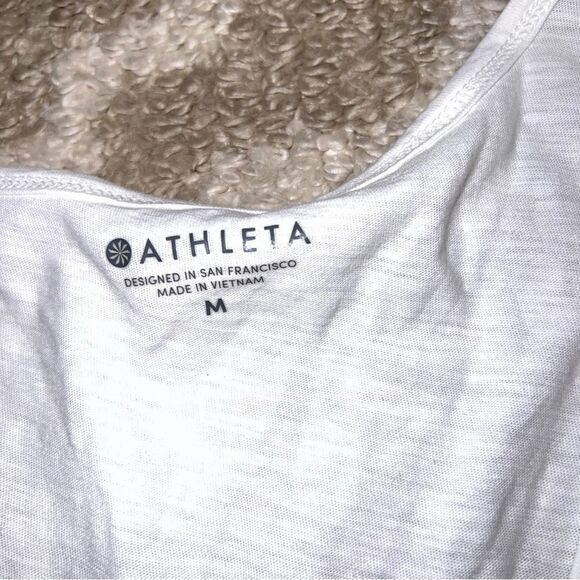 ATHLETA
DESIGNED IN SAN FRANCISCO
MADE IN VIETNAM
M